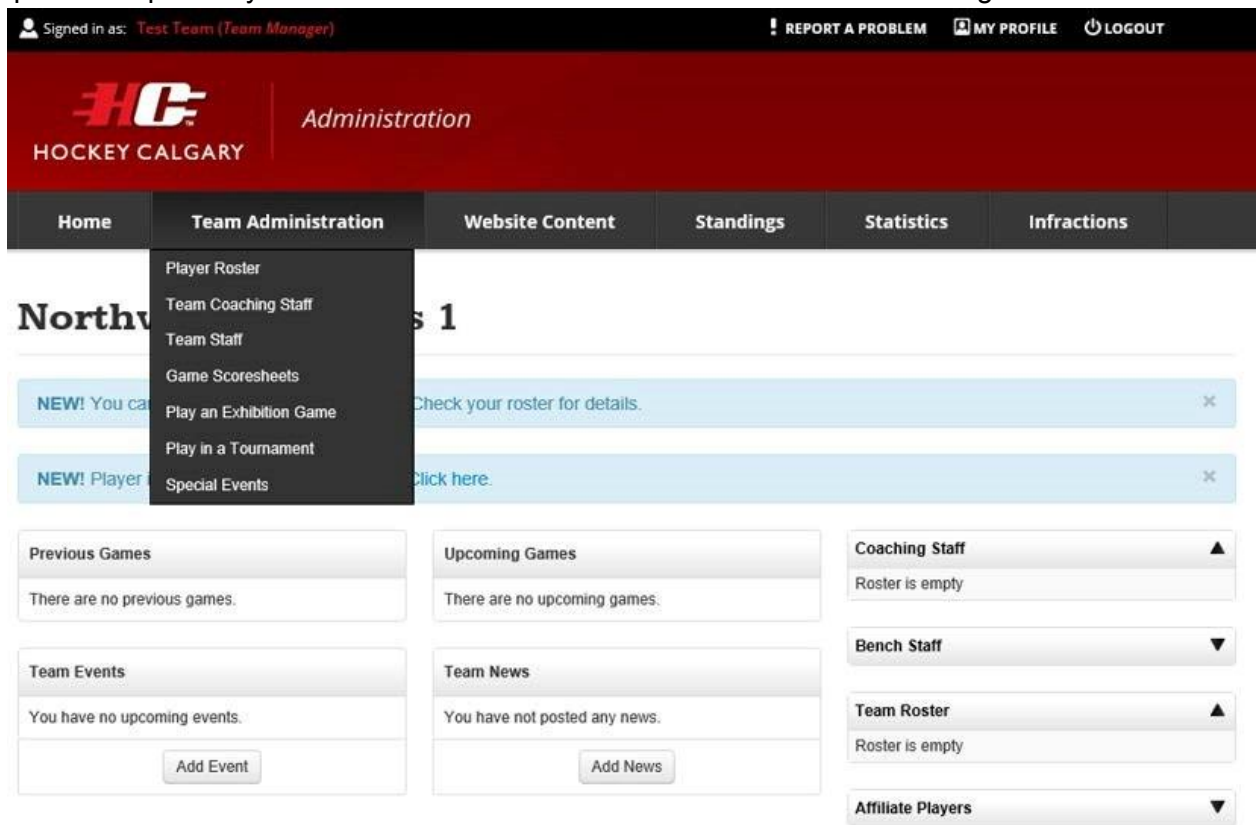 Signed in as: Test Team (Team Manager)
REPORT A PROBLEM MY PROFILE LOGOUT
HC
HOCKEY CALGARY
Administration
Home Team Administration Website Content Standings Statistics Infractions
Player Roster
Team Coaching Staff
Team Staff
Game Scoresheets
Play an Exhibition Game
Play in a Tournament
Special Events
North s 1
NEW! You ca Check your roster for details.
NEW! Player Click here.
Previous Games
There are no previous games.
Upcoming Games
There are no upcoming games.
Coaching Staff
Roster is empty
Bench Staff
Team Events
You have no upcoming events.
Add Event
Team News
You have not posted any news.
Add News
Team Roster
Roster is empty
Affiliate Players